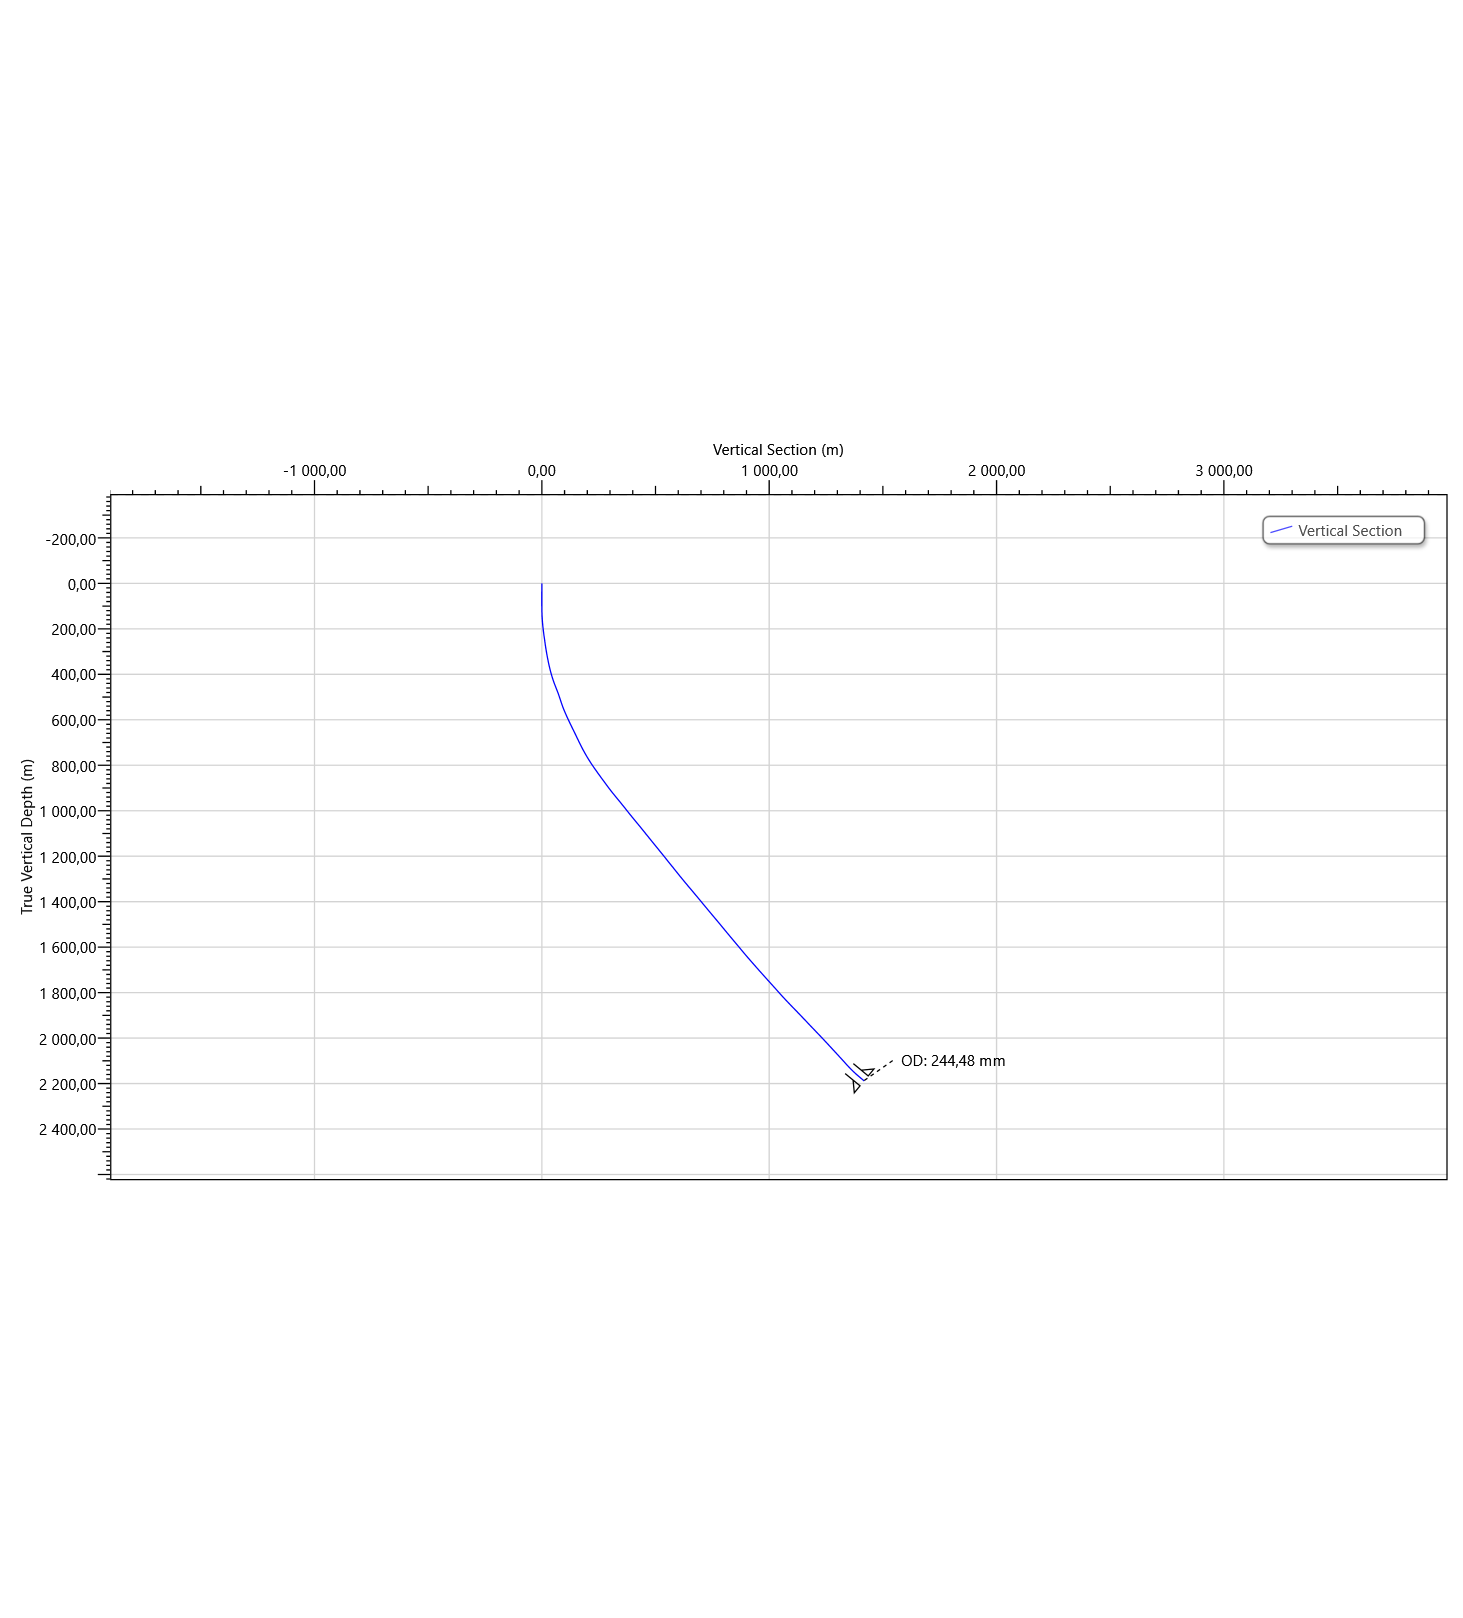 Vertical Section (m)
-1 000,00 0,00 1 000,00 2 000,00 3 000,00
Vertical Section
-200,00
0,00
200,00
400,00
600,00
800,00
1 000,00
1 200,00
1 400,00
1 600,00
1 800,00
2 000,00
2 200,00
2 400,00
True Vertical Depth (m)
OD: 244,48 mm